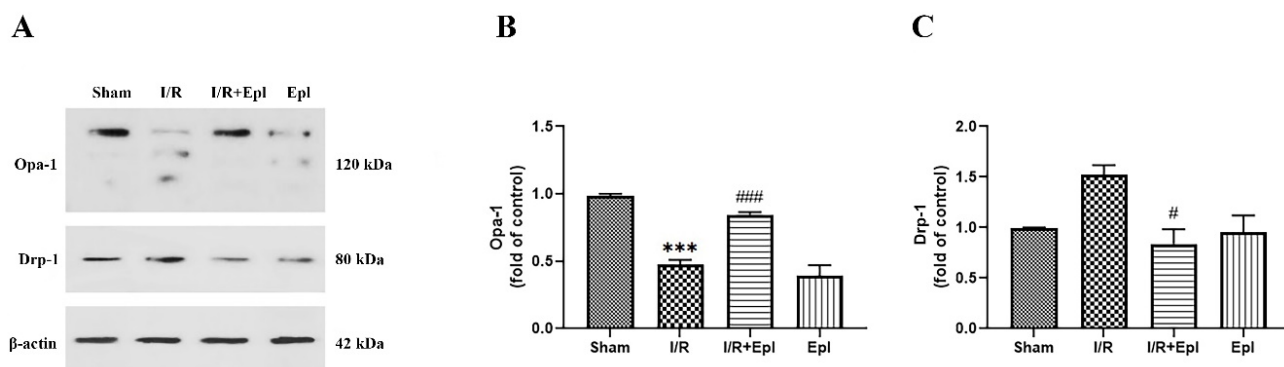 A
Sham I/R I/R+Epl Epl
Opa-1 120 kDa
Drp-1 80 kDa
β-actin 42 kDa
B
Opa-1
(fold of control)
1.5
1.0
0.5
0.0
***
###
Sham I/R I/R+Epl Epl
C
Drp-1
(fold of control)
2.0
1.5
1.0
0.5
0.0
#
Sham I/R I/R+Epl Epl